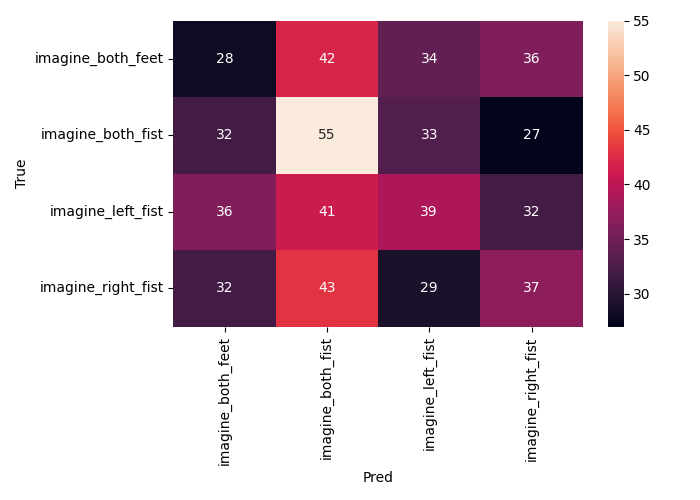 True
imagine_both_feet 28 42 34 36
imagine_both_fist 32 55 33 27
imagine_left_fist 36 41 39 32
imagine_right_fist 32 43 29 37
imagine_both_feet
imagine_both_fist
imagine_left_fist
imagine_right_fist
Pred
55
50
45
40
35
30